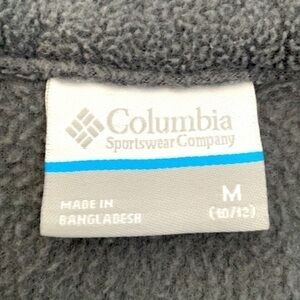 Columbia
Sportswear Company
MADE IN
BANGLADESH
M
(10/12)